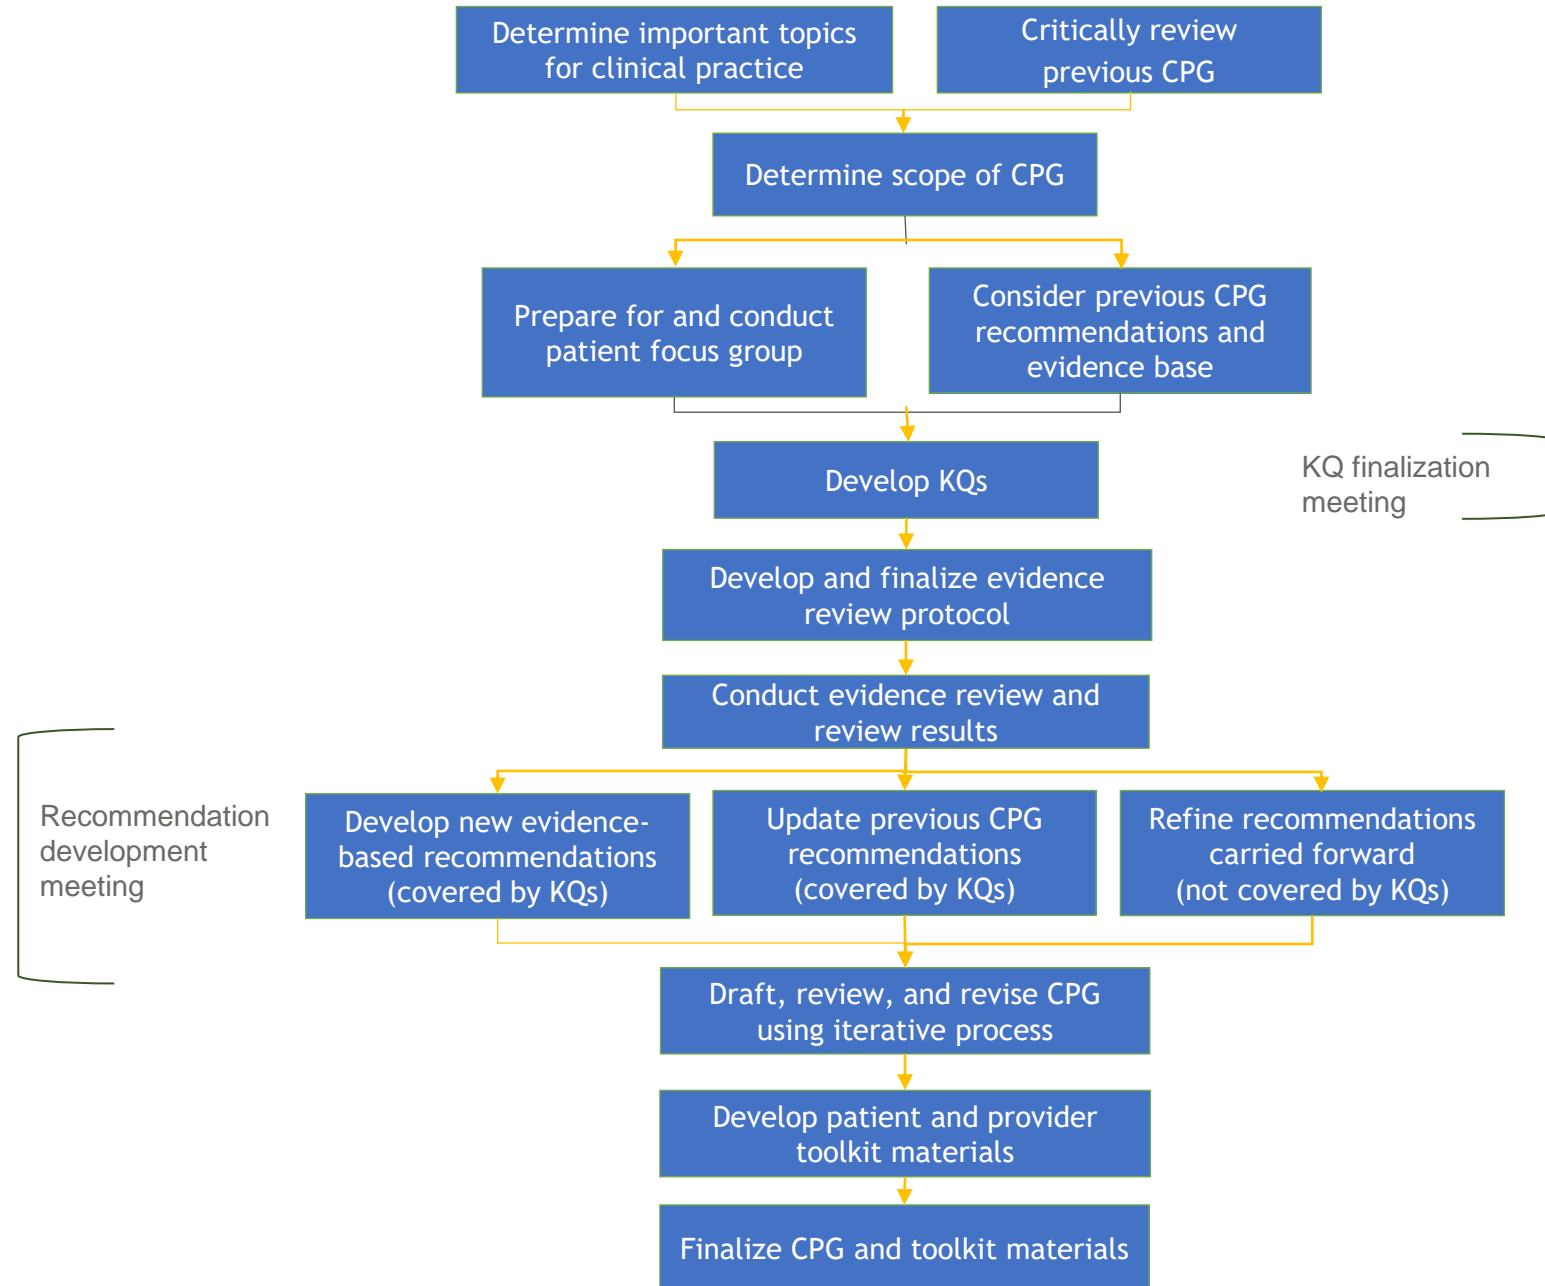 Determine important topics
for clinical practice
Critically review
previous CPG
Determine scope of CPG
Prepare for and conduct
patient focus group
Consider previous CPG
recommendations and
evidence base
Develop KQs
KQ finalization
meeting
Develop and finalize evidence
review protocol
Conduct evidence review and
review results
Recommendation
development
meeting
Develop new evidence-
based recommendations
(covered by KQs)
Update previous CPG
recommendations
(covered by KQs)
Refine recommendations
carried forward
(not covered by KQs)
Draft, review, and revise CPG
using iterative process
Develop patient and provider
toolkit materials
Finalize CPG and toolkit materials